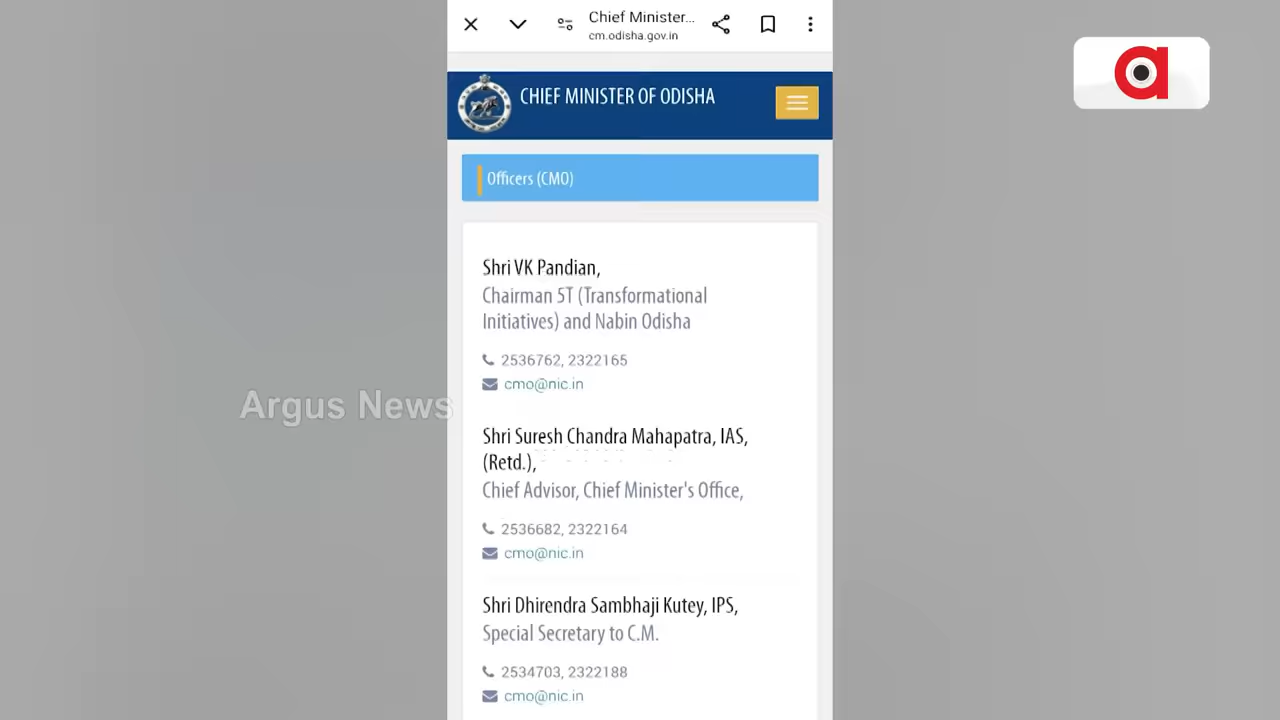 Chief Minister...
cm.odisha.gov.in
a
CHIEF MINISTER OF ODISHA
Officers (CMO)
Shri VK Pandian,
Chairman 5T (Transformational
Initiatives) and Nabin Odisha
2536762, 2322165
cmo@nic.in
Argus News
Shri Suresh Chandra Mahapatra, IAS,
(Retd.),
Chief Advisor, Chief Minister's Office,
2536682, 2322164
cmo@nic.in
Shri Dhirendra Sambhaji Kutey, IPS,
Special Secretary to C.M.
2534703, 2322188
cmo@nic.in